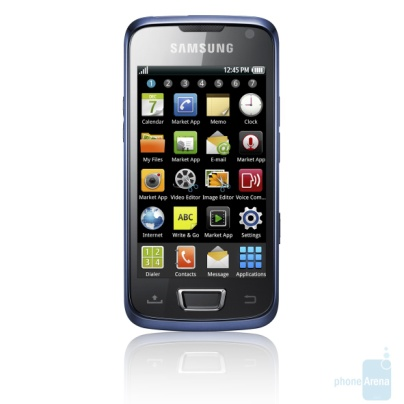 SAMSUNG
12:45 PM
1 2 3 4 5 6 7
7
Calendar Market App Memo Clock
My Files Market App E-mail Market App
Market App Video Editor Image Editor Voice Com...
ABC
Internet Write & Go Market App Settings
1 2
3 4
Dialer Contacts Message Applications
phoneArena